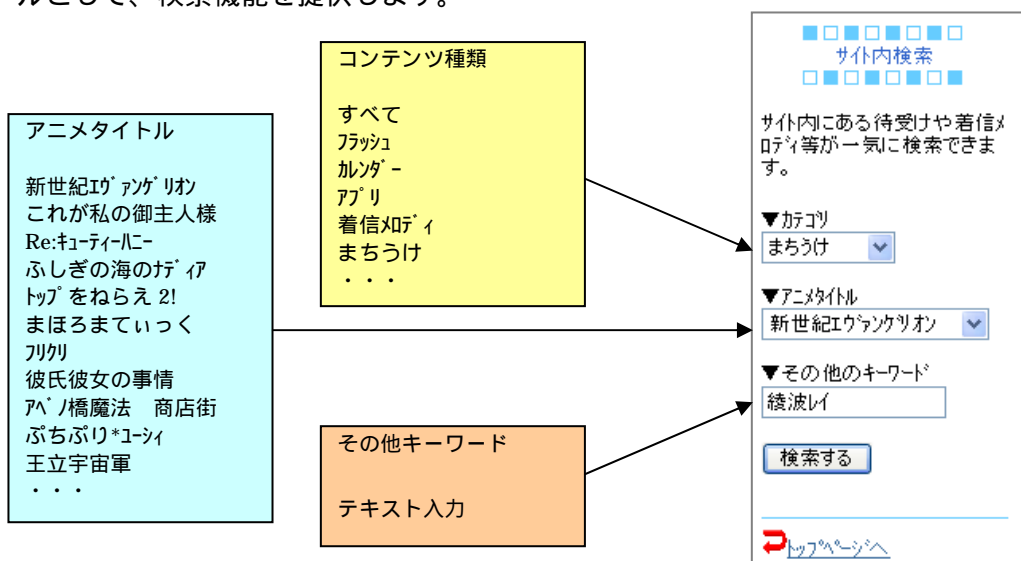 ルとして、検索機能を提供します。
コンテンツ種類
すべて
ﾌﾗｯｼｭ
ｶﾚﾝﾀﾞｰ
ｱﾌﾟﾘ
着信ﾒﾛﾃﾞｨ
まちうけ
・・・
アニメタイトル
新世紀ｴｳﾞｧﾝｹﾞﾘｵﾝ
これが私の御主人様
Re:ｷｭｰﾃｨｰﾊﾆｰ
ふしぎの海のﾅﾃﾞｨｱ
ﾄｯﾌﾟをねらえ2!
まほろまてぃっく
ﾌﾘｸﾘ
彼氏彼女の事情
ｱﾍﾞﾉ橋魔法　商店街
ぷちぷり*ﾕｰｼｨ
王立宇宙軍
・・・
その他キーワード
テキスト入力
■□■□■□■□
ｻｲﾄ内検索
□■□■□■□■
ｻｲﾄ内にある待受けや着信ﾒ
ﾛﾃﾞｨ等が一気に検索できま
す。
▼ｶﾃｺﾞﾘ
まちうけ
▼ｱﾆﾒﾀｲﾄﾙ
新世紀ｴｳﾞｧﾝｹﾞﾘｵﾝ
▼その他のｷｰﾜｰﾄﾞ
綾波ﾚｲ
検索する
ﾄｯﾌﾟﾍﾟｰｼﾞへ